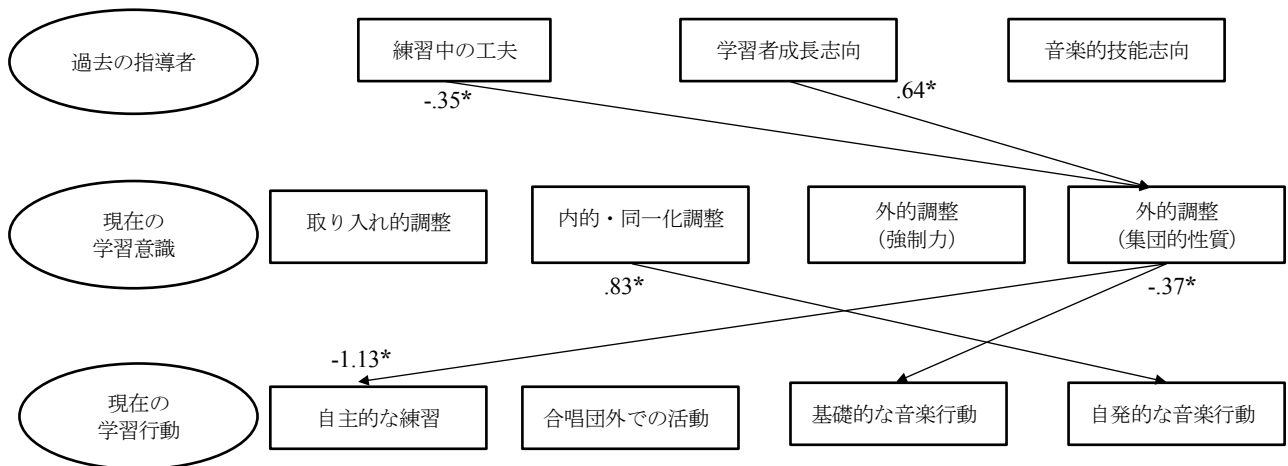 過去の指導者
練習中の工夫
学習者成長志向
音楽的技能志向
-.35*
.64*
現在の
学習意識
取り入れ的調整
内的・同一化調整
外的調整
（強制力）
外的調整
（集団的性質）
.83*
-.37*
-1.13*
現在の
学習行動
自主的な練習
合唱団外での活動
基礎的な音楽行動
自発的な音楽行動